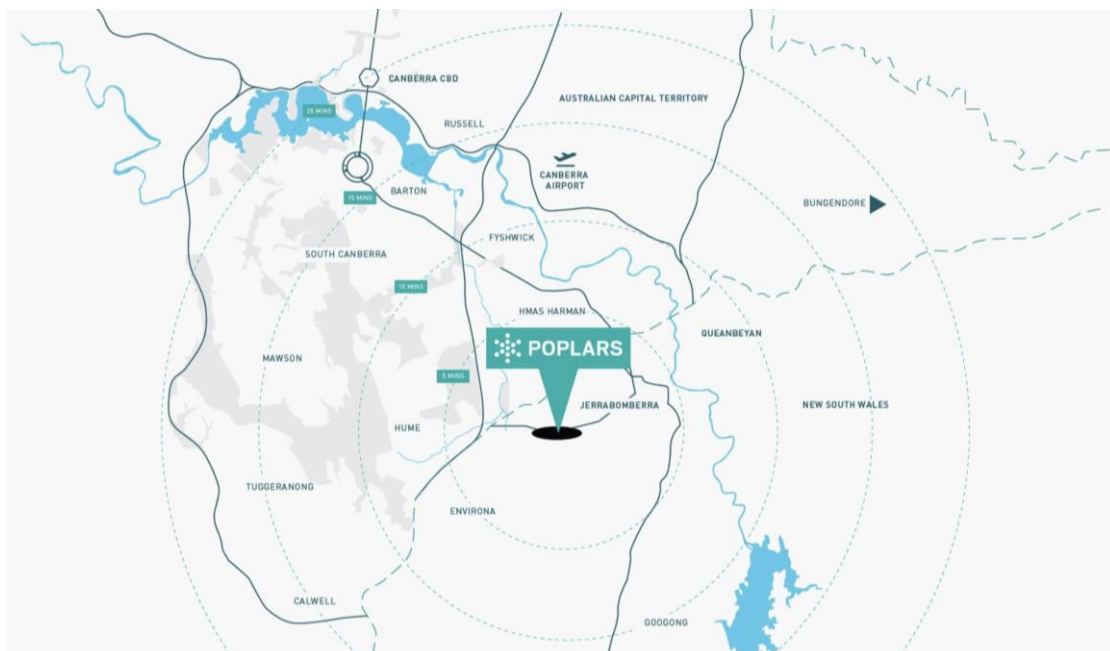 CANBERRA CBD
AUSTRALIAN CAPITAL TERRITORY
20 MINS
RUSSELL
CANBERRA
AIRPORT
BARTON
15 MINS
BUNGENDORE
FYSHWICK
SOUTH CANBERRA
10 MINS
HMAS HARMAN
QUEANBEYAN
POPLARS
MAWSON
5 MINS
JERRABOMBERRA
NEW SOUTH WALES
HUME
TUGGERANONG
ENVIRONA
CALWELL
GOOGONG